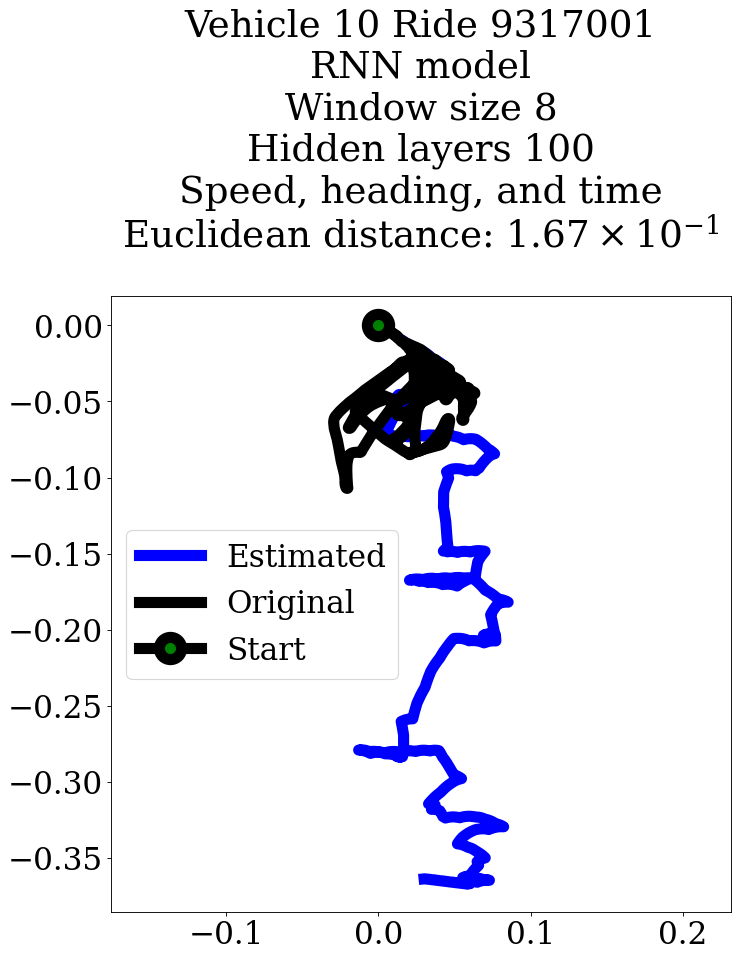 Vehicle 10 Ride 9317001
RNN model
Window size 8
Hidden layers 100
Speed, heading, and time
Euclidean distance: 1.67 × 10⁻¹
0.00
−0.05
−0.10
−0.15
−0.20
−0.25
−0.30
−0.35
Estimated
Original
Start
−0.1
0.0
0.1
0.2